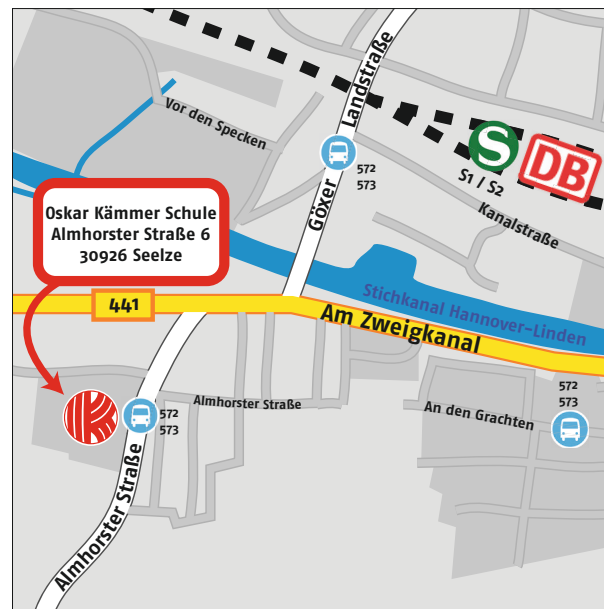 Vor den Specken
Göxer Landstraße
572
573
S
S1 / S2
DB
Kanalstraße
Oskar Kämmer Schule
Almhorster Straße 6
30926 Seelze
441
Stichkanal Hannover-Linden
Am Zweigkanal
572
573
Almhorster Straße
572
573
An den Grachten
Almhorster Straße